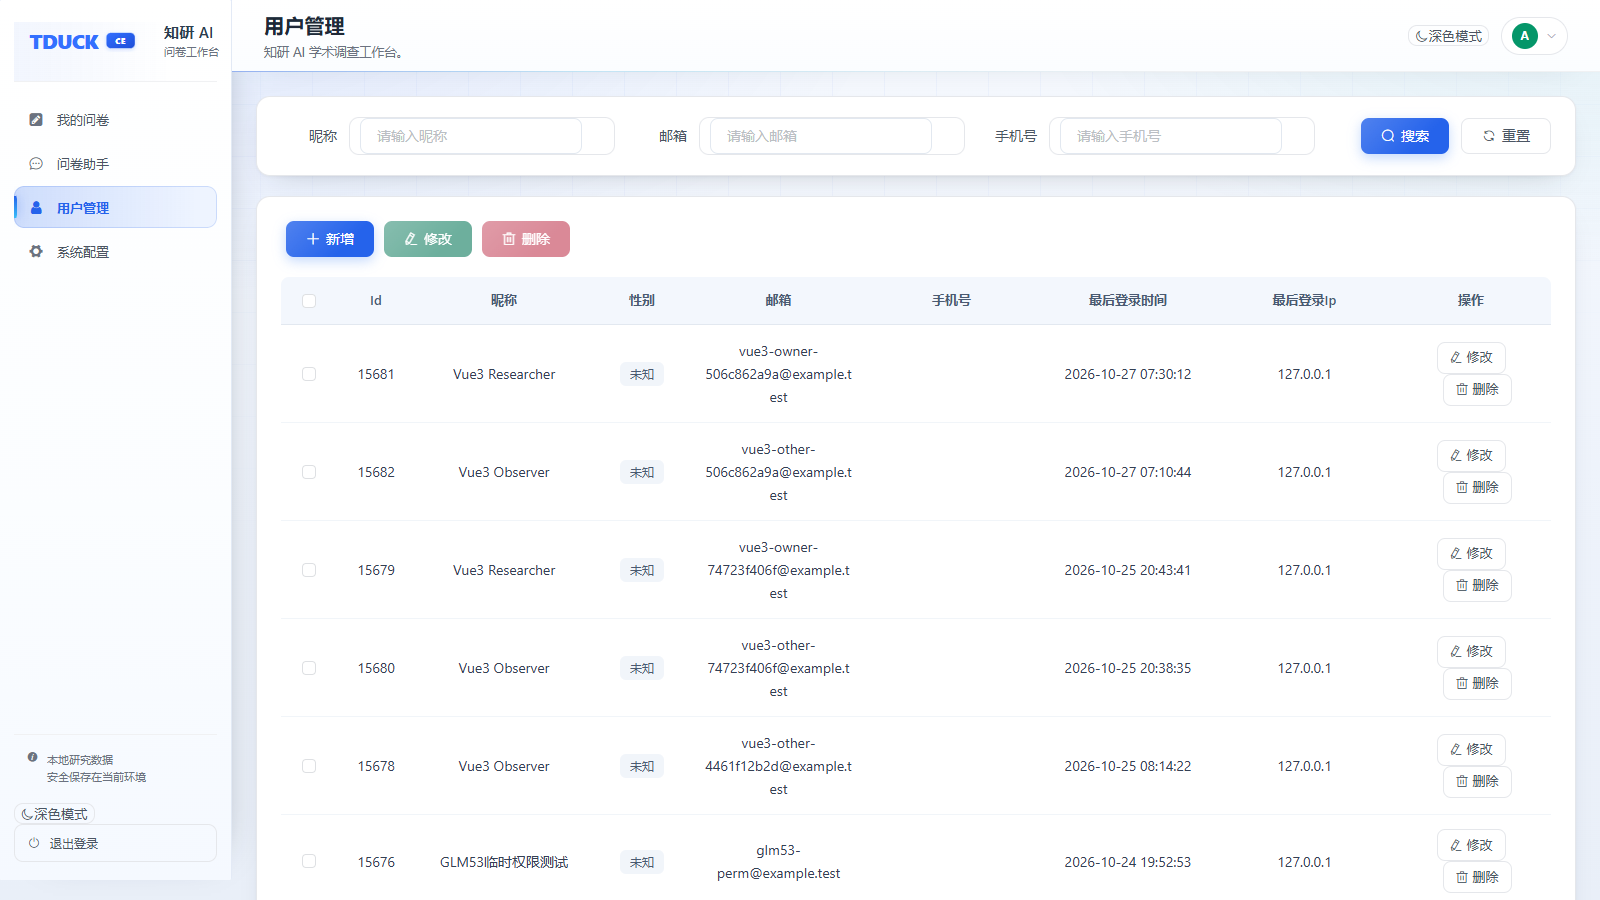 TDUCK CE
知研 AI
问卷工作台
我的问卷
问卷助手
用户管理
系统配置
本地研究数据
安全保存在当前环境
深色模式
退出登录
用户管理
知研 AI 学术调查工作台。
深色模式
A
昵称 请输入昵称 邮箱 请输入邮箱 手机号 请输入手机号 搜索 重置
新增 修改 删除
Id 昵称 性别 邮箱 手机号 最后登录时间 最后登录Ip 操作
15681 Vue3 Researcher 未知 vue3-owner-
506c862a9a@example.t
est
2026-10-27 07:30:12 127.0.0.1 修改
删除
15682 Vue3 Observer 未知 vue3-other-
506c862a9a@example.t
est
2026-10-27 07:10:44 127.0.0.1 修改
删除
15679 Vue3 Researcher 未知 vue3-owner-
74723f406f@example.t
est
2026-10-25 20:43:41 127.0.0.1 修改
删除
15680 Vue3 Observer 未知 vue3-other-
74723f406f@example.t
est
2026-10-25 20:38:35 127.0.0.1 修改
删除
15678 Vue3 Observer 未知 vue3-other-
4461f12b2d@example.t
est
2026-10-25 08:14:22 127.0.0.1 修改
删除
15676 GLM53临时权限测试 未知 glm53-
perm@example.test
2026-10-24 19:52:53 127.0.0.1 修改
删除